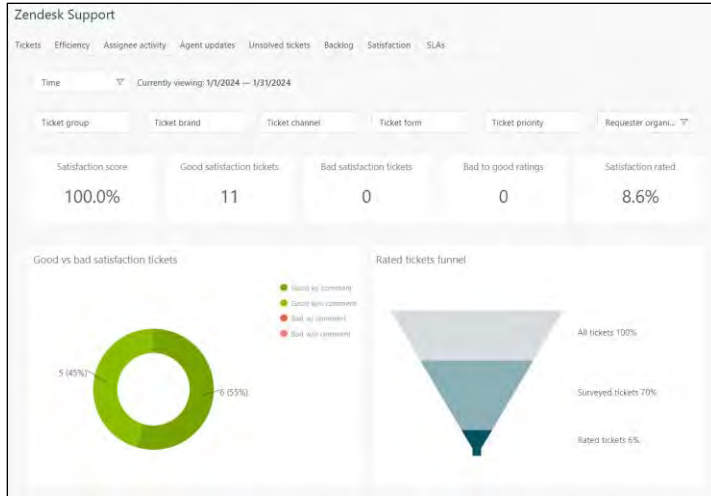 Zendesk Support
Tickets Efficiency Assignee activity Agent updates Unsolved tickets Backlog Satisfaction SLAs
Time Currently viewing: 1/1/2024 — 1/31/2024
Ticket group Ticket brand Ticket channel Ticket form Ticket priority Requester organi...
Satisfaction score Good satisfaction tickets Bad satisfaction tickets Bad to good ratings Satisfaction rated
100.0% 11 0 0 8.6%
Good vs bad satisfaction tickets
Good w/ comment
Good w/o comment
Bad w/ comment
Bad w/o comment
5 (45%)
6 (55%)
Rated tickets funnel
All tickets 100%
Surveyed tickets 70%
Rated tickets 6%